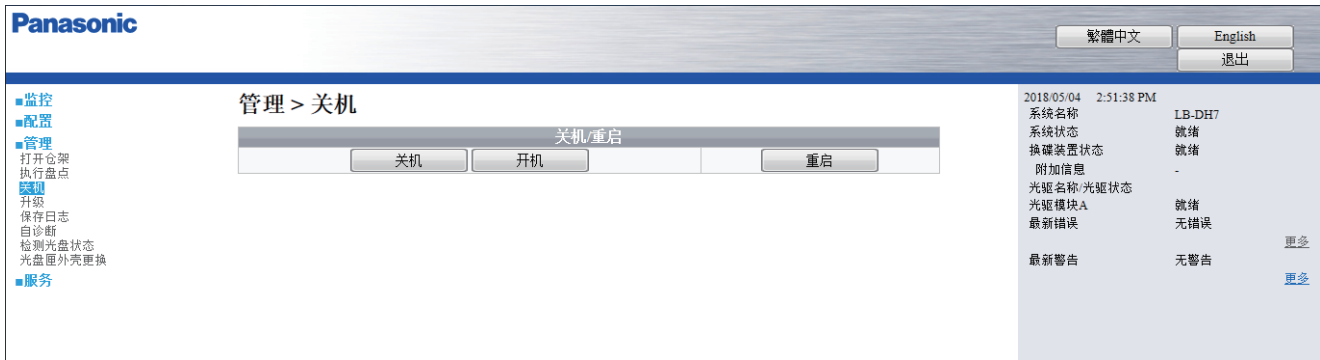 Panasonic
繁體中文 English
退出
■监控
■配置
■管理
打开仓架
执行盘点
关机
升级
保存日志
自诊断
检测光盘状态
光盘匣外壳更换
■服务
管理 > 关机
关机/重启
关机 开机 重启
2018/05/04 2:51:38 PM
系统名称 LB-DH7
系统状态 就绪
换碟装置状态 就绪
附加信息 -
光驱名称/光驱状态
光驱模块A 就绪
最新错误 无错误
更多
最新警告 无警告
更多